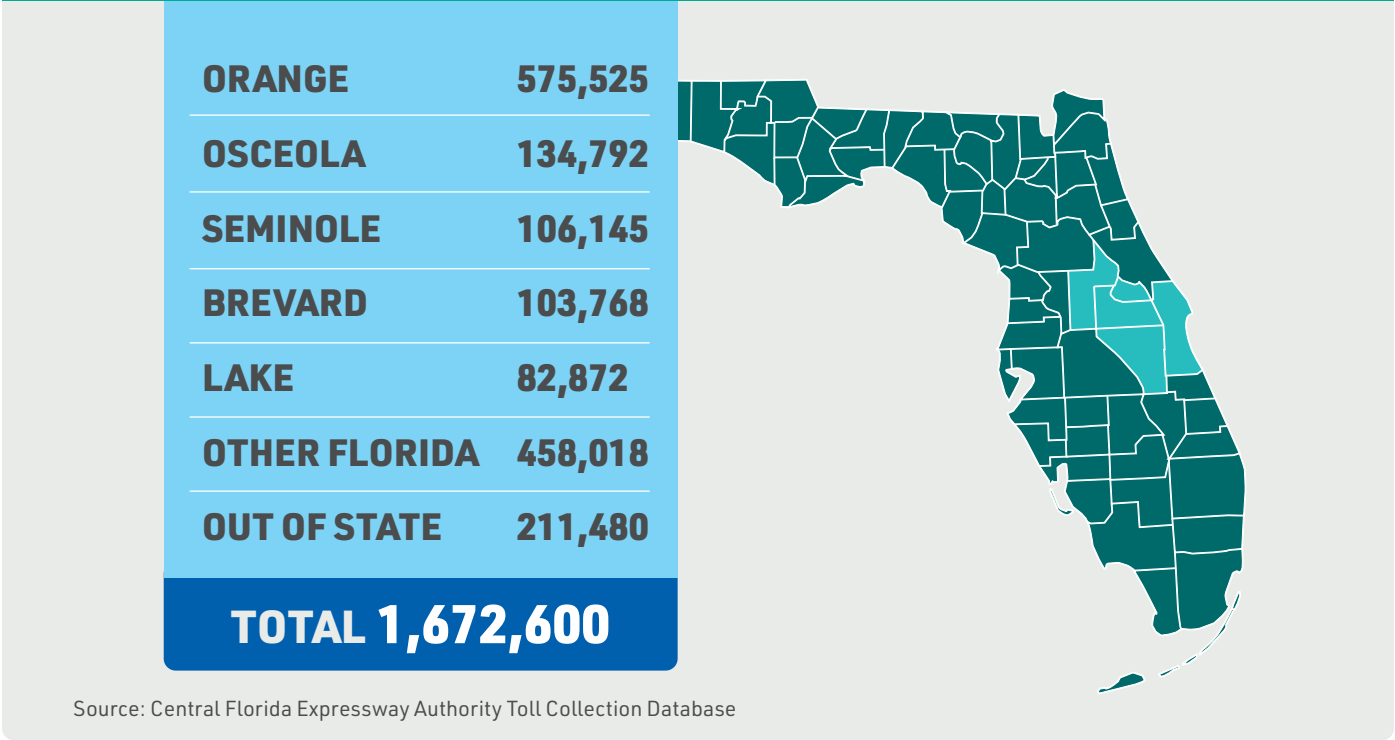 ORANGE 575,525
OSCEOLA 134,792
SEMINOLE 106,145
BREVARD 103,768
LAKE 82,872
OTHER FLORIDA 458,018
OUT OF STATE 211,480
TOTAL 1,672,600
Source: Central Florida Expressway Authority Toll Collection Database